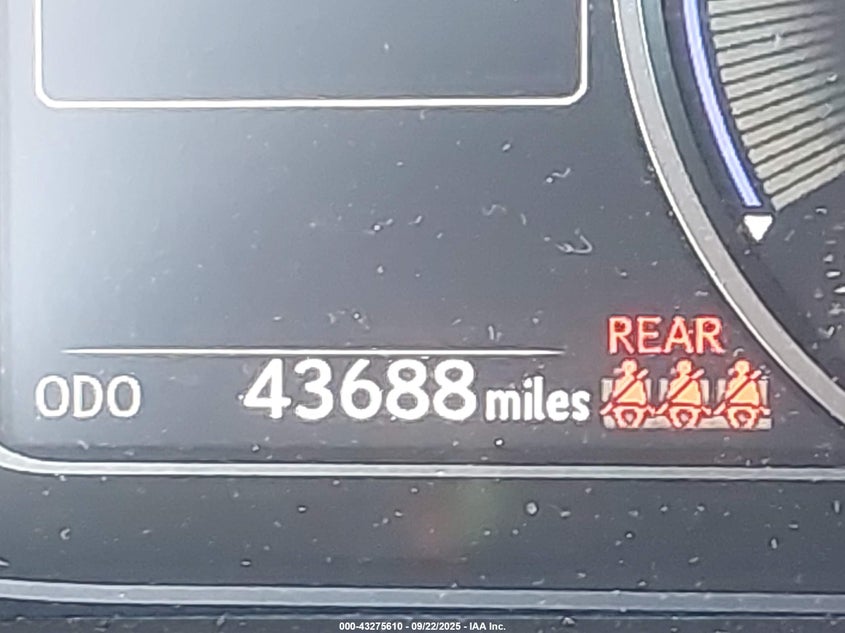 REAR
ODO 43688 miles
000-43275610 - 09/22/2025 - IAA Inc.